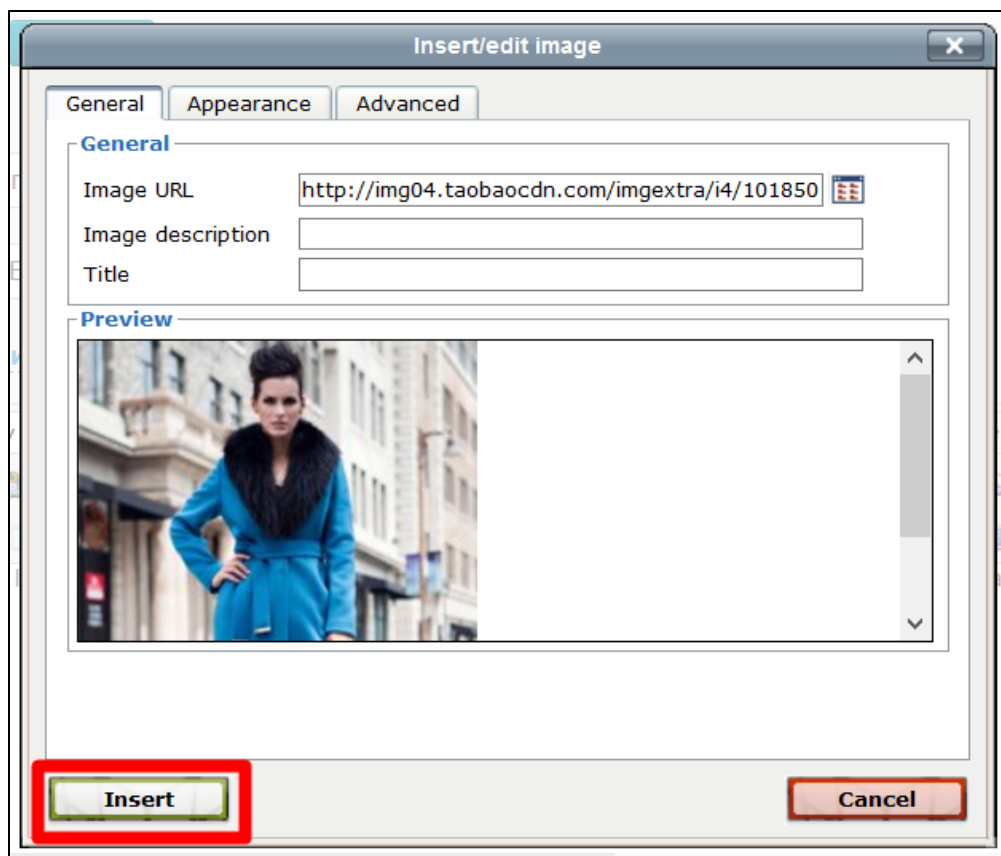 Insert/edit image
General Appearance Advanced
General
Image URL http://img04.taobaocdn.com/imgextra/i4/101850
Image description
Title
Preview
Insert Cancel